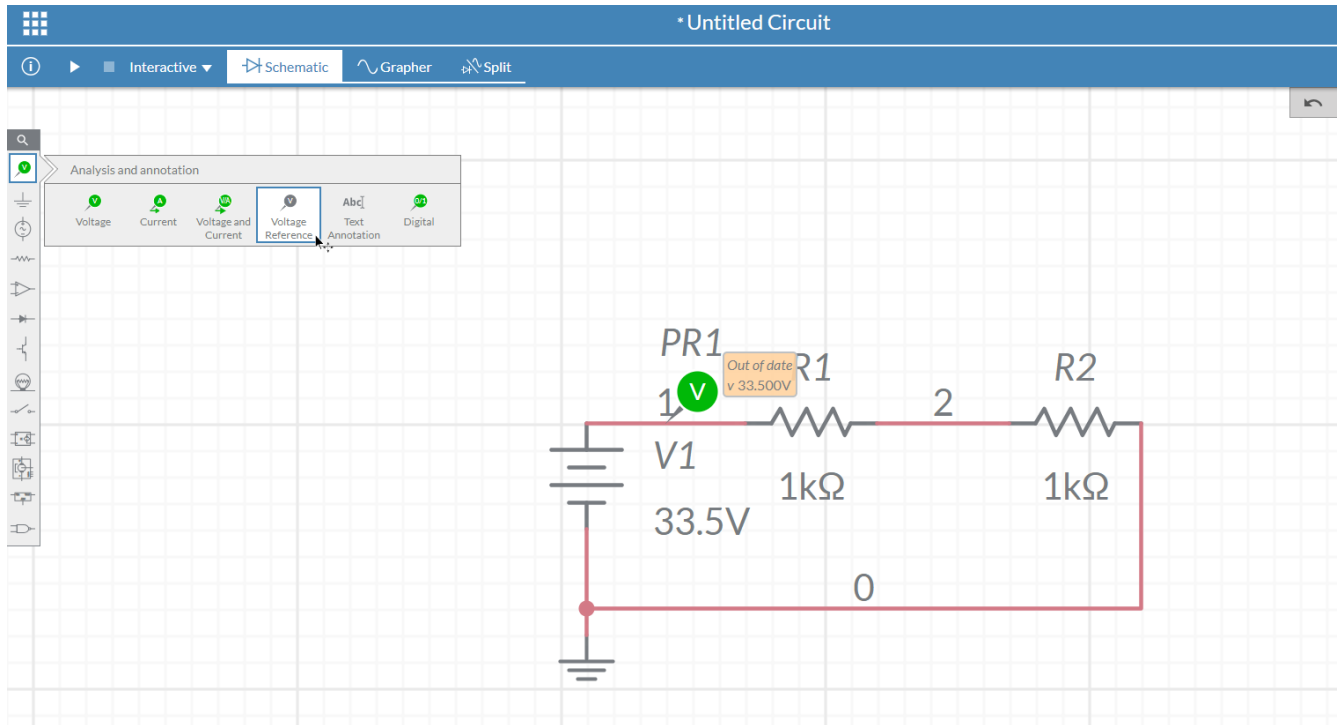 *Untitled Circuit
Interactive
Schematic
Grapher
Split
Analysis and annotation
V
A
V/A
V
Abc
0/1
Voltage
Current
Voltage and
Current
Voltage
Reference
Text
Annotation
Digital
V
PR1
Out of date
v 33.500V
R1
R2
1
V
2
V1
1kΩ
1kΩ
33.5V
0